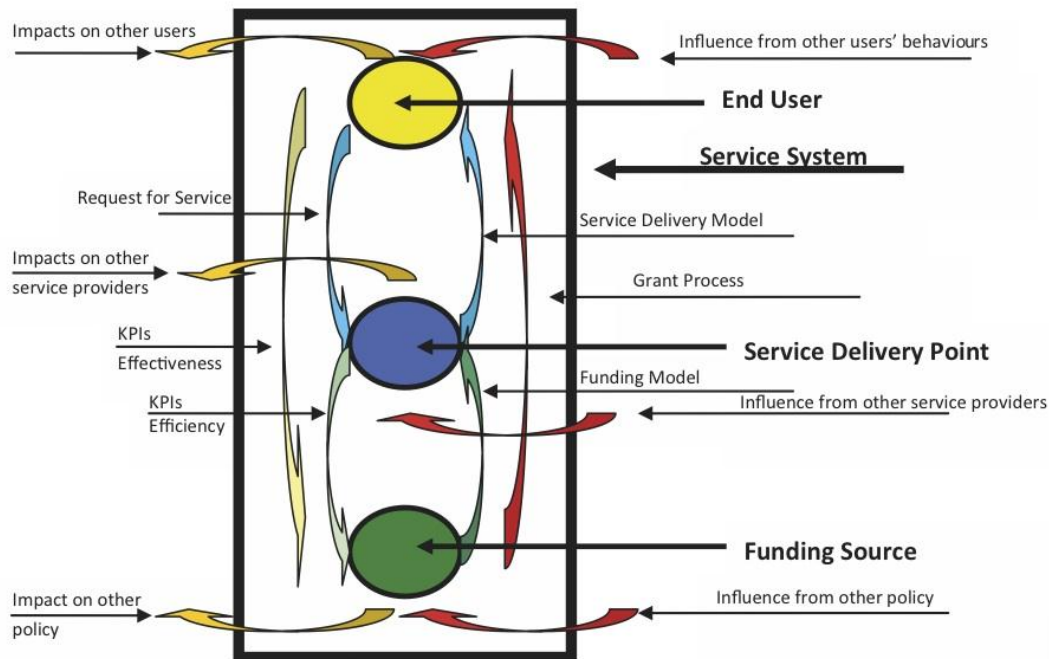 Impacts on other users
Influence from other users’ behaviours
End User
Service System
Request for Service
Service Delivery Model
Impacts on other
service providers
Grant Process
KPIs
Effectiveness
Service Delivery Point
Funding Model
KPIs
Efficiency
Influence from other service providers
Funding Source
Impact on other
policy
Influence from other policy